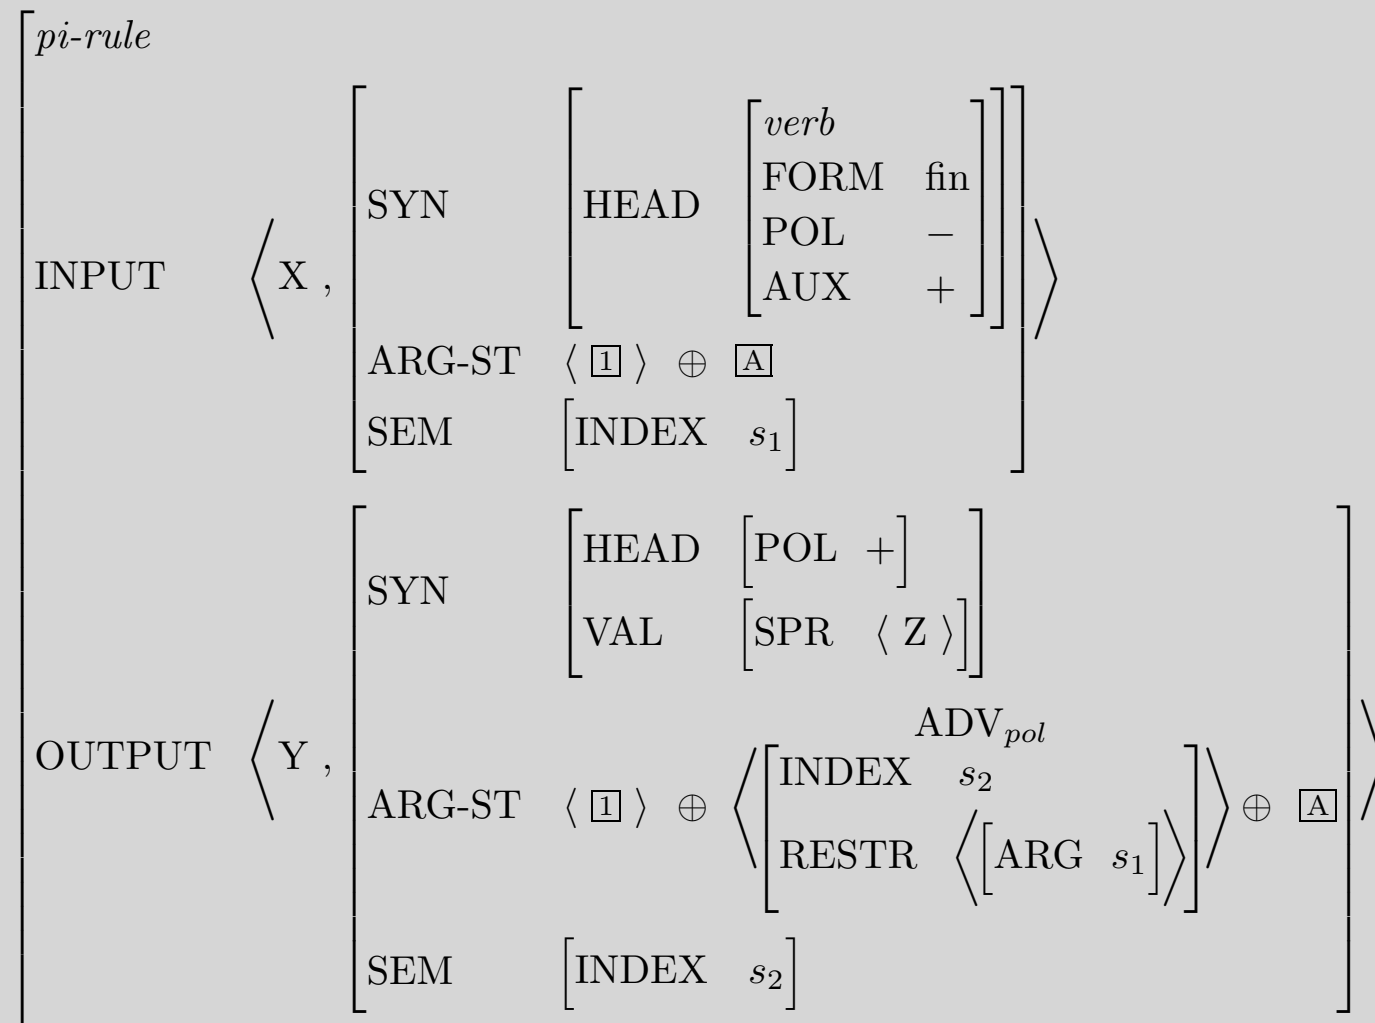 pi-rule
INPUT ⟨ X , [ SYN [ HEAD [ verb
FORM fin
POL −
AUX + ] ] 
ARG-ST ⟨ 1 ⟩ ⊕ A
SEM [ INDEX s₁ ] ] ⟩
OUTPUT ⟨ Y , [ SYN [ HEAD [ POL + ]
VAL [ SPR ⟨ Z ⟩ ] ]
ADVpol
ARG-ST ⟨ 1 ⟩ ⊕ ⟨ [ INDEX s₂
RESTR ⟨ [ ARG s₁ ] ⟩ ] ⟩ ⊕ A
SEM [ INDEX s₂ ] ] ⟩